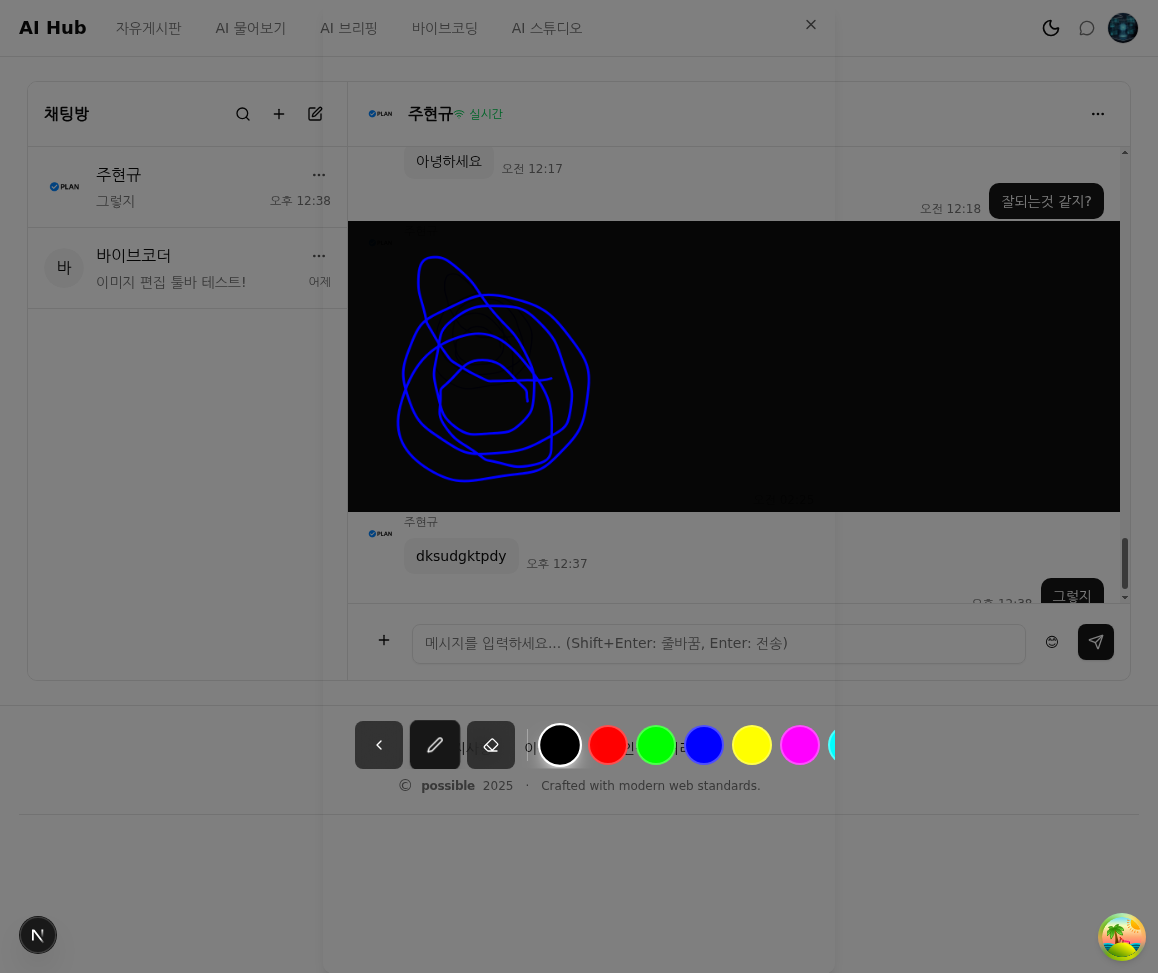 AI Hub 자유게시판 AI 물어보기 AI 브리핑 바이브코딩 AI 스튜디오
채팅방
PLAN 주현규
그렇지 오후 12:38
바 바이브코더
이미지 편집 툴바 테스트! 어제
PLAN 주현규 실시간
아녕하세요 오전 12:17
오전 12:18 잘되는것 같지?
주현규
PLAN dksudgktpdy 오후 12:37
오후 12:38 그렇지
메시지를 입력하세요... (Shift+Enter: 줄바꿈, Enter: 전송)
© possible 2025 · Crafted with modern web standards.
N